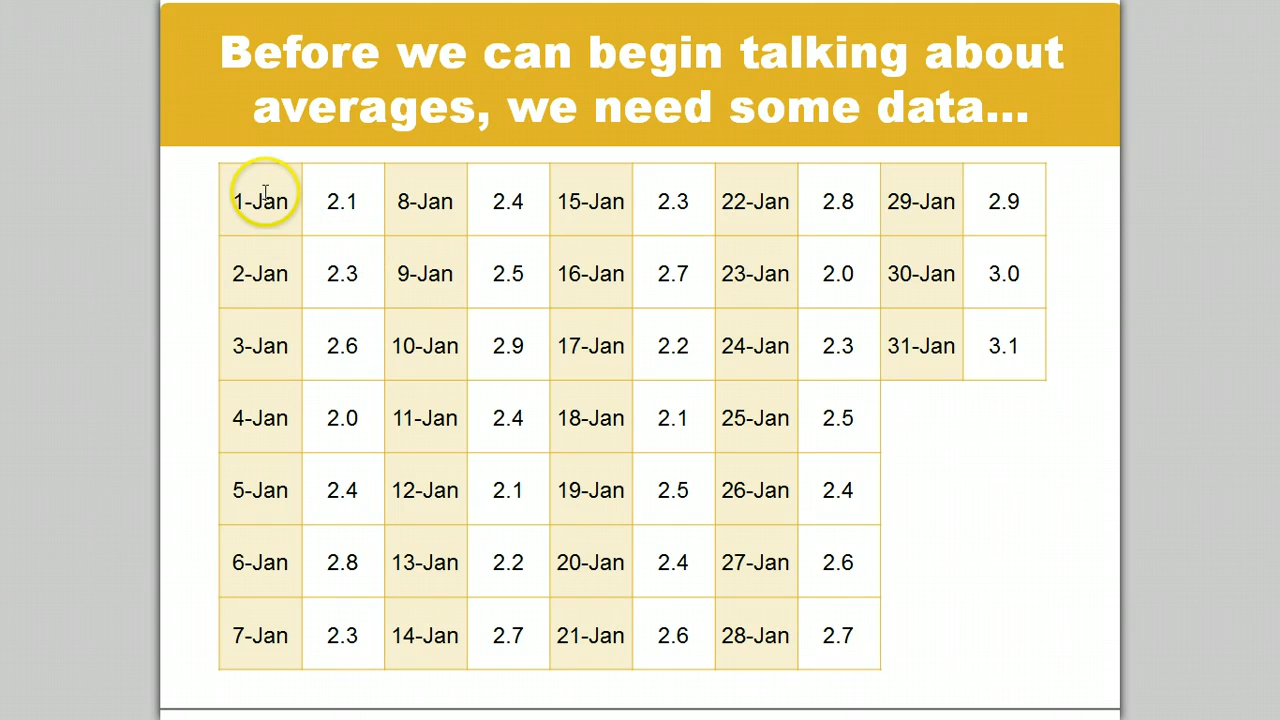 Before we can begin talking about
averages, we need some data...
1-Jan 2.1 8-Jan 2.4 15-Jan 2.3 22-Jan 2.8 29-Jan 2.9
2-Jan 2.3 9-Jan 2.5 16-Jan 2.7 23-Jan 2.0 30-Jan 3.0
3-Jan 2.6 10-Jan 2.9 17-Jan 2.2 24-Jan 2.3 31-Jan 3.1
4-Jan 2.0 11-Jan 2.4 18-Jan 2.1 25-Jan 2.5
5-Jan 2.4 12-Jan 2.1 19-Jan 2.5 26-Jan 2.4
6-Jan 2.8 13-Jan 2.2 20-Jan 2.4 27-Jan 2.6
7-Jan 2.3 14-Jan 2.7 21-Jan 2.6 28-Jan 2.7